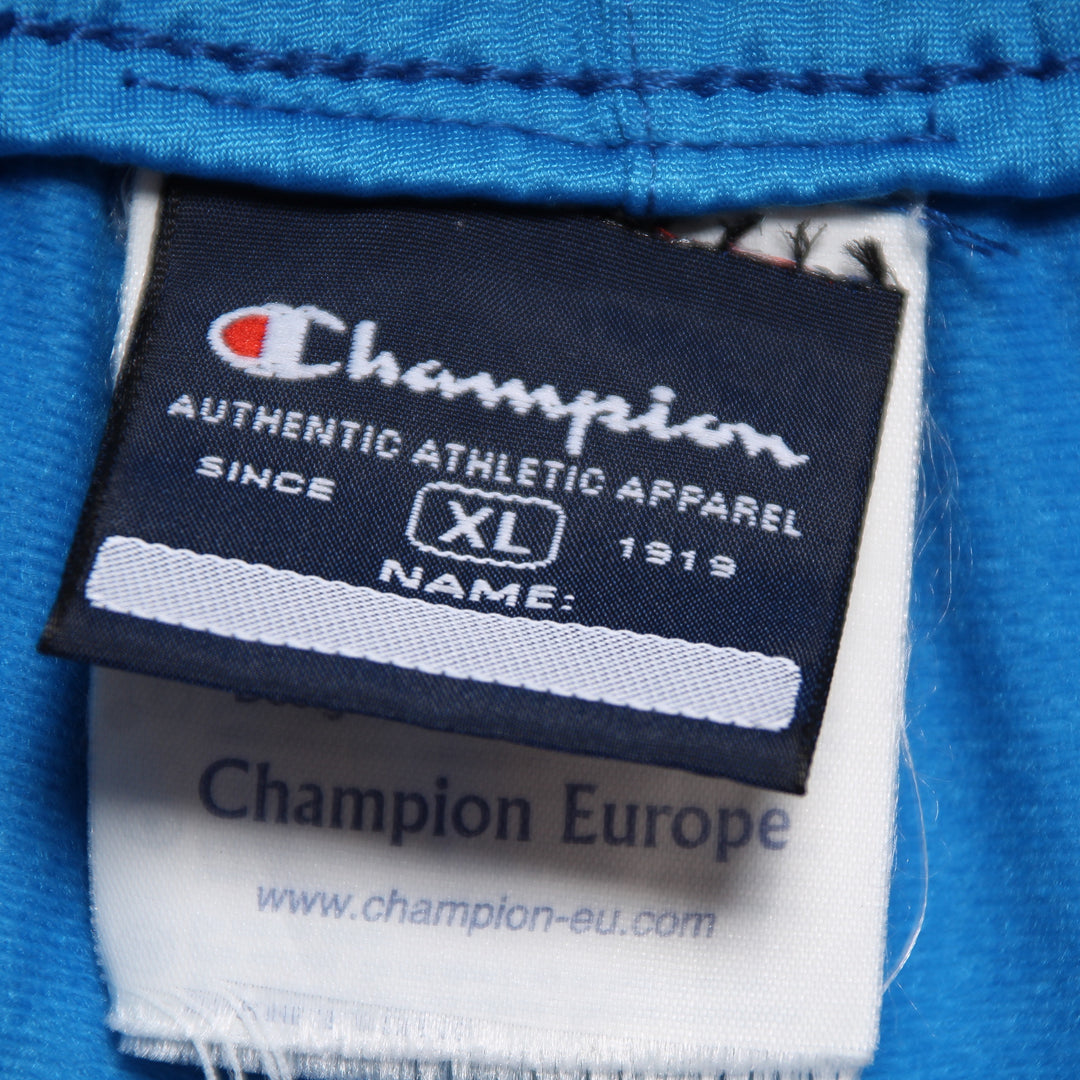 Champion
AUTHENTIC ATHLETIC APPAREL
SINCE XL 1919
NAME:
Champion Europe
www.champion-eu.com